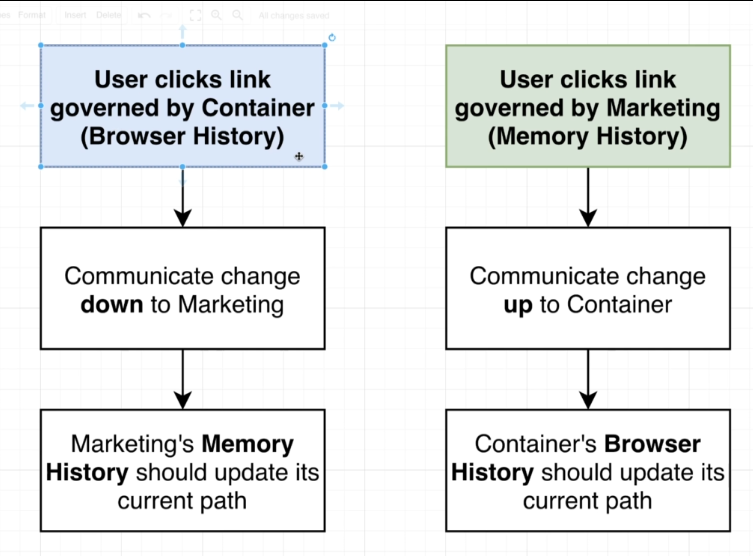 Format Insert Delete All changes saved
User clicks link
governed by Container
(Browser History)
Communicate change
down to Marketing
Marketing's Memory
History should update its
current path
User clicks link
governed by Marketing
(Memory History)
Communicate change
up to Container
Container's Browser
History should update its
current path